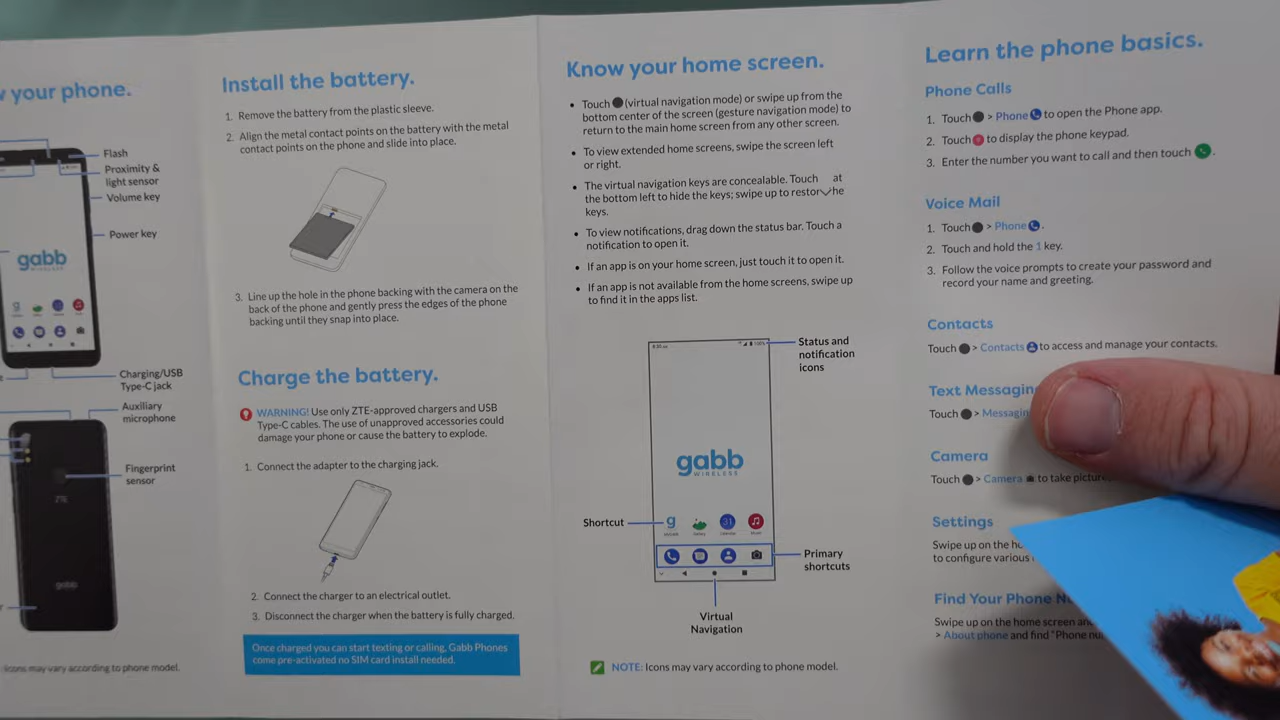 your phone.
Flash
Proximity &
light sensor
Volume key
Power key
gabb
WIRELESS
Charging/USB
Type-C jack
Auxiliary
microphone
Fingerprint
sensor
ZTE
gabb
Icons may vary according to phone model.
Install the battery.
1. Remove the battery from the plastic sleeve.
2. Align the metal contact points on the battery with the metal
contact points on the phone and slide into place.
3. Line up the hole in the phone backing with the camera on the
back of the phone and gently press the edges of the phone
backing until they snap into place.
Charge the battery.
WARNING! Use only ZTE-approved chargers and USB
Type-C cables. The use of unapproved accessories could
damage your phone or cause the battery to explode.
1. Connect the adapter to the charging jack.
2. Connect the charger to an electrical outlet.
3. Disconnect the charger when the battery is fully charged.
Once charged you can start texting or calling, Gabb Phones
come pre-activated no SIM card install needed.
Know your home screen.
• Touch (virtual navigation mode) or swipe up from the
bottom center of the screen (gesture navigation mode) to
return to the main home screen from any other screen.
• To view extended home screens, swipe the screen left
or right.
• The virtual navigation keys are concealable. Touch at
the bottom left to hide the keys; swipe up to restor he
keys.
• To view notifications, drag down the status bar. Touch a
notification to open it.
• If an app is on your home screen, just touch it to open it.
• If an app is not available from the home screens, swipe up
to find it in the apps list.
100%
Status and
notification
icons
gabb
WIRELESS
Shortcut
g
31
Primary
shortcuts
Virtual
Navigation
NOTE: Icons may vary according to phone model.
Learn the phone basics.
Phone Calls
1. Touch > Phone to open the Phone app.
2. Touch to display the phone keypad.
3. Enter the number you want to call and then touch .
Voice Mail
1. Touch > Phone .
2. Touch and hold the 1 key.
3. Follow the voice prompts to create your password and
record your name and greeting.
Contacts
Touch > Contacts to access and manage your contacts.
Text Messagin
Touch > Messagin
Camera
Touch > Camera to take picture
Settings
Swipe up on the ho
to configure various
Find Your Phone N
Swipe up on the home screen an
> About phone and find "Phone nu